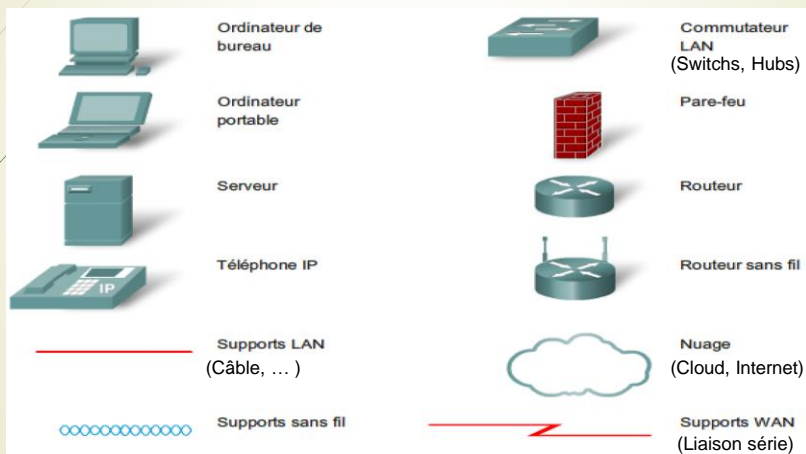 Ordinateur de
bureau
Commutateur
LAN
(Switchs, Hubs)
Ordinateur
portable
Pare-feu
Serveur
Routeur
Téléphone IP
IP
Routeur sans fil
Supports LAN
(Câble, … )
Nuage
(Cloud, Internet)
Supports sans fil
Supports WAN
(Liaison série)